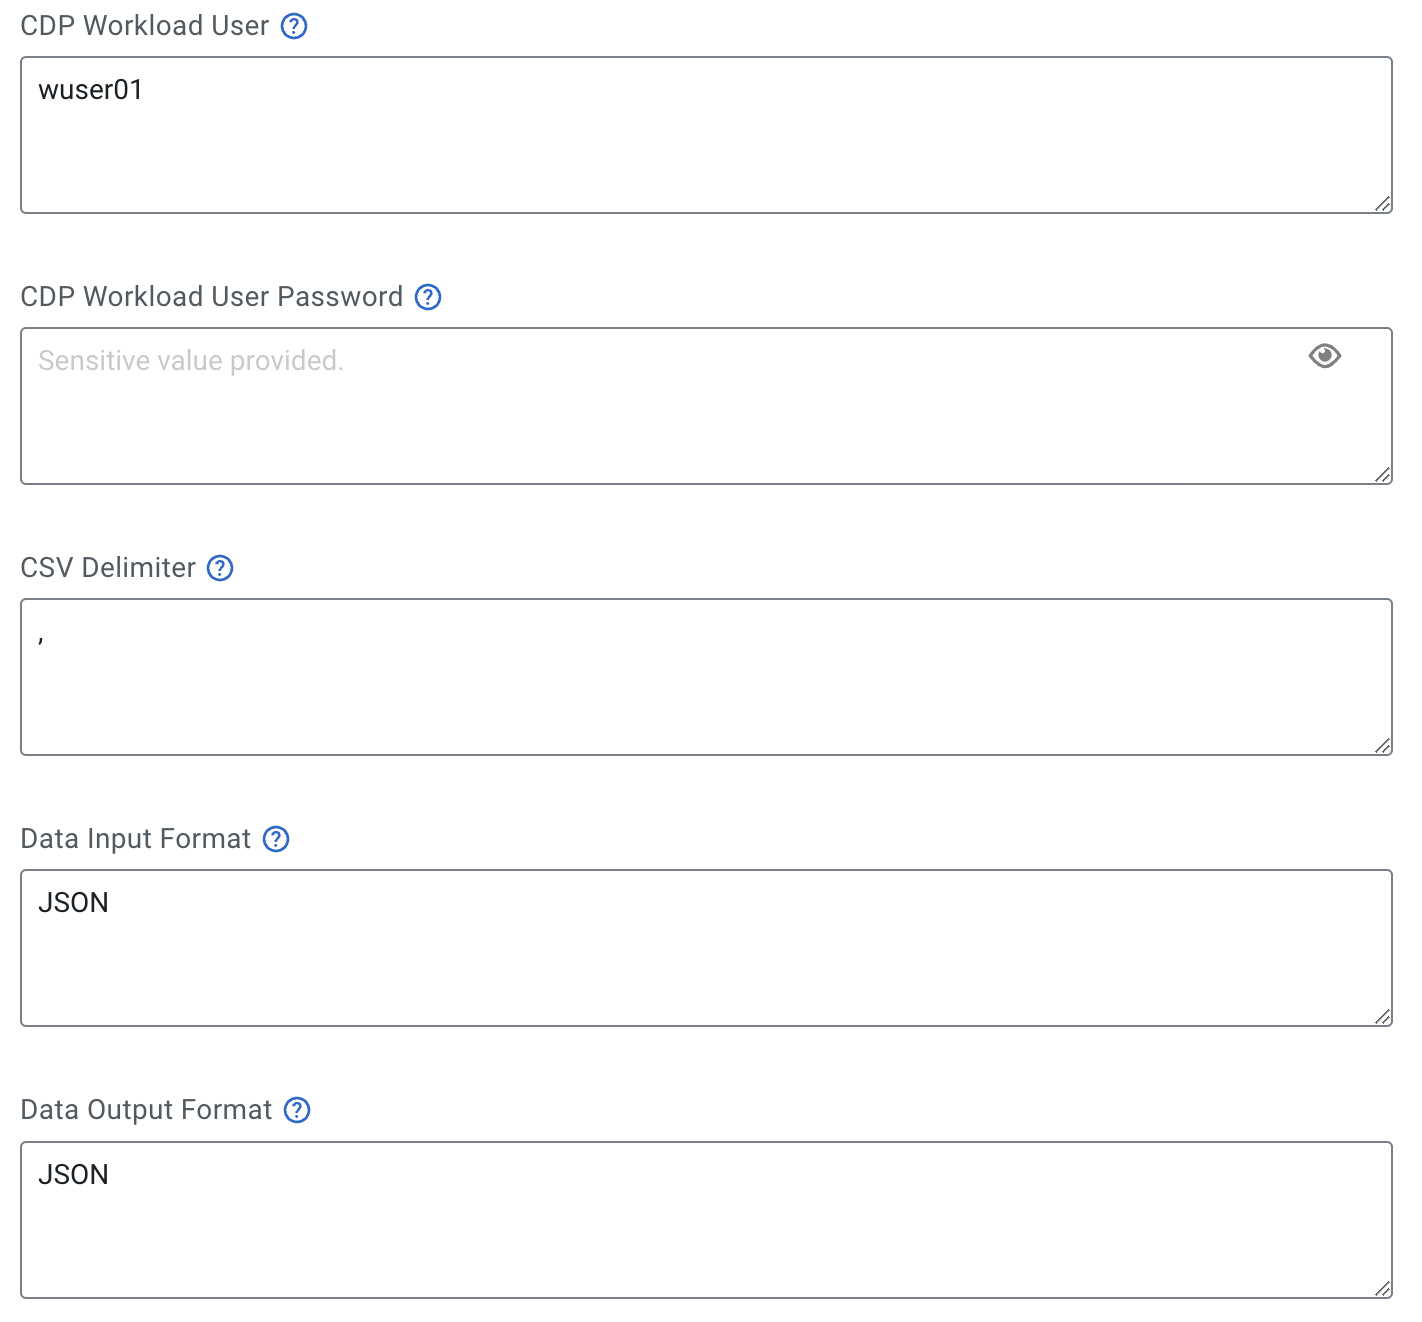 CDP Workload User
wuser01
CDP Workload User Password
Sensitive value provided.
CSV Delimiter
,
Data Input Format
JSON
Data Output Format
JSON